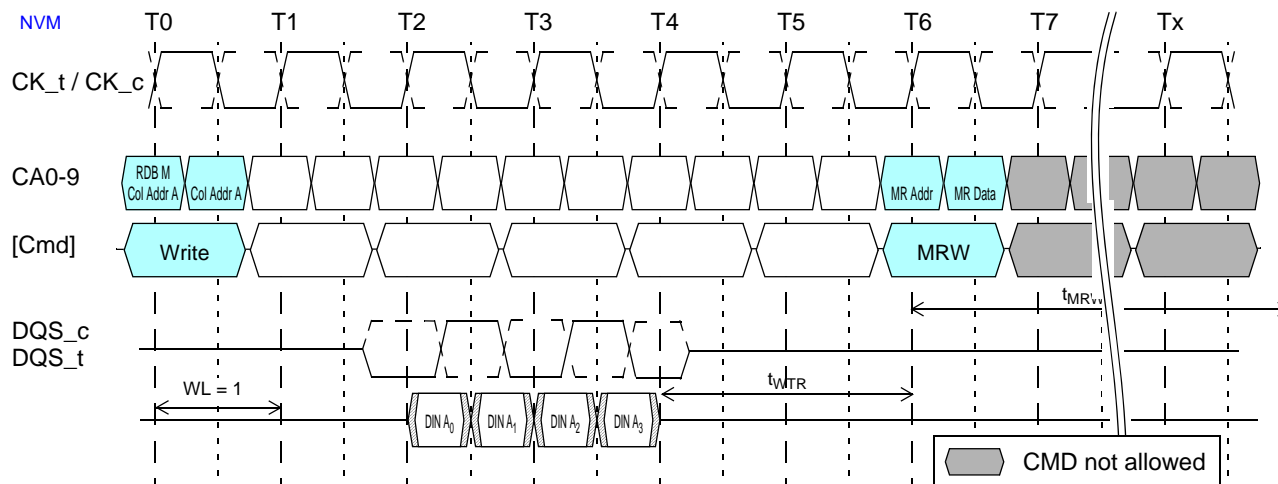 NVM T0 T1 T2 T3 T4 T5 T6 T7 Tx
CK_t / CK_c
CA0-9
RDB M
Col Addr A
Col Addr A
MR Addr
MR Data
[Cmd]
Write
MRW
tMRW
DQS_c
DQS_t
WL = 1
tWTR
DIN A0
DIN A1
DIN A2
DIN A3
CMD not allowed